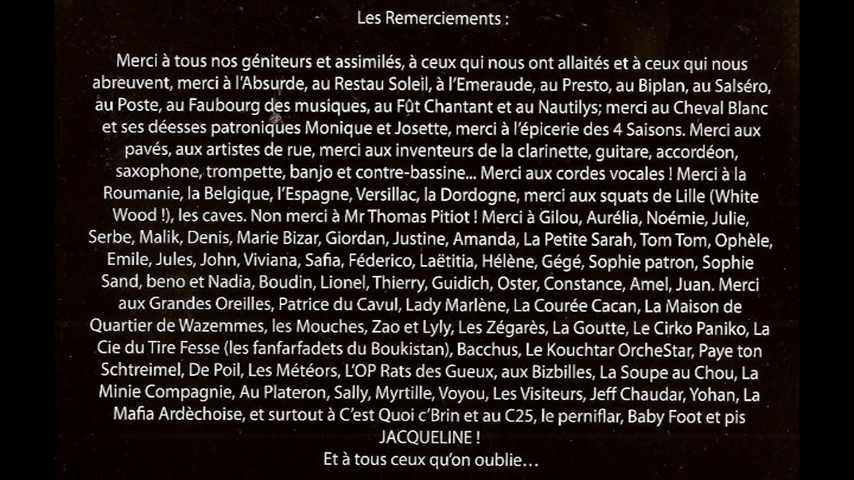 Les Remerciements :
Merci à tous nos géniteurs et assimilés, à ceux qui nous ont allaités et à ceux qui nous
abreuvent, merci à l'Absurde, au Restau Soleil, à l'Emeraude, au Presto, au Biplan, au Salséro,
au Poste, au Faubourg des musiques, au Fût Chantant et au Nautilys; merci au Cheval Blanc
et ses déesses patroniques Monique et Josette, merci à l'épicerie des 4 Saisons. Merci aux
pavés, aux artistes de rue, merci aux inventeurs de la clarinette, guitare, accordéon,
saxophone, trompette, banjo et contre-bassine... Merci aux cordes vocales ! Merci à la
Roumanie, la Belgique, l'Espagne, Versillac, la Dordogne, merci aux squats de Lille (White
Wood !), les caves. Non merci à Mr Thomas Pitiot ! Merci à Gilou, Aurélia, Noémie, Julie,
Serbe, Malik, Denis, Marie Bizar, Giordan, Justine, Amanda, La Petite Sarah, Tom Tom, Ophèle,
Emile, Jules, John, Viviana, Safia, Féderico, Laëtitia, Hélène, Gégé, Sophie patron, Sophie
Sand, beno et Nadia, Boudin, Lionel, Thierry, Guidich, Oster, Constance, Amel, Juan. Merci
aux Grandes Oreilles, Patrice du Cavul, Lady Marlène, La Courée Cacan, La Maison de
Quartier de Wazemmes, les Mouches, Zao et Lyly, Les Zégarès, La Goutte, Le Cirko Paniko, La
Cie du Tire Fesse (les fanfarfadets du Boukistan), Bacchus, Le Kouchtar OrcheStar, Paye ton
Schtreimel, De Poil, Les Météors, L'OP Rats des Gueux, aux Bizbilles, La Soupe au Chou, La
Minie Compagnie, Au Plateron, Sally, Myrtille, Voyou, Les Visiteurs, Jeff Chaudar, Yohan, La
Mafia Ardèchoise, et surtout à C'est Quoi c'Brin et au C25, le perniflar, Baby Foot et pis
JACQUELINE !
Et à tous ceux qu'on oublie...